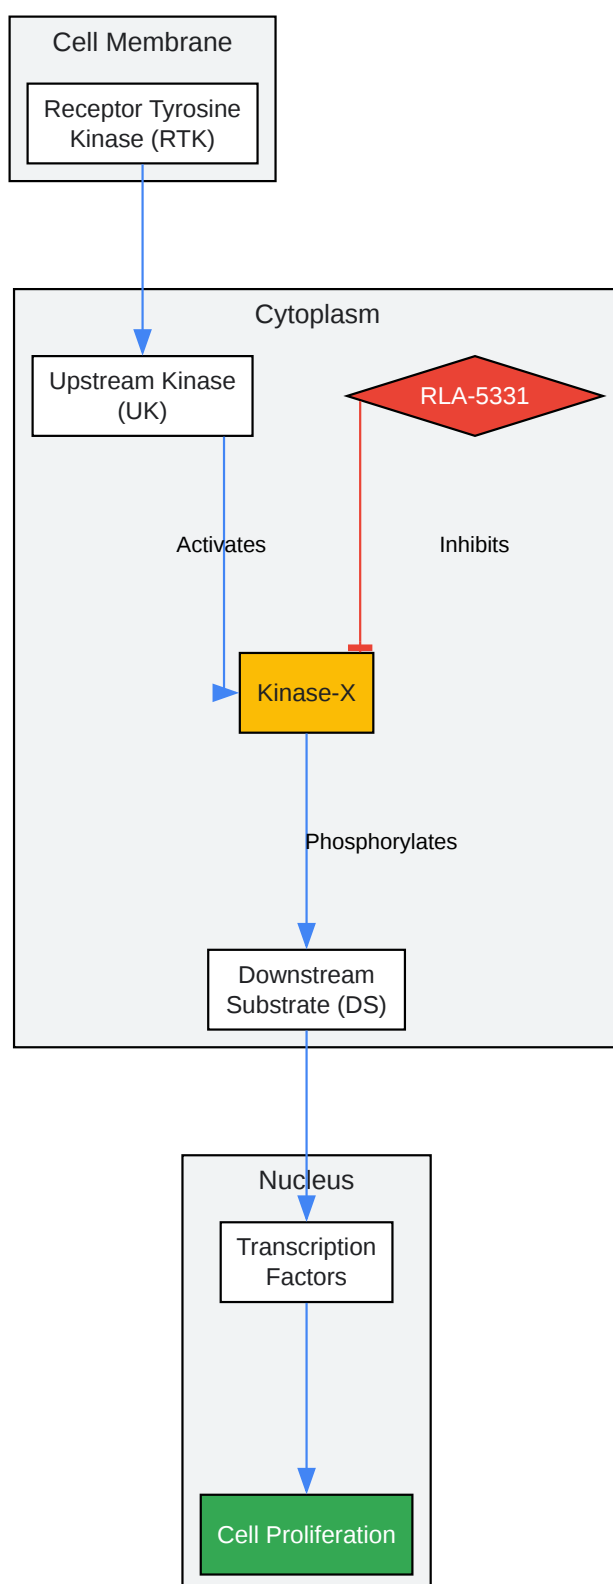 Cell Membrane
Receptor Tyrosine
Kinase (RTK)
Cytoplasm
Upstream Kinase
(UK)
RLA-5331
Activates
Inhibits
Kinase-X
Phosphorylates
Downstream
Substrate (DS)
Nucleus
Transcription
Factors
Cell Proliferation